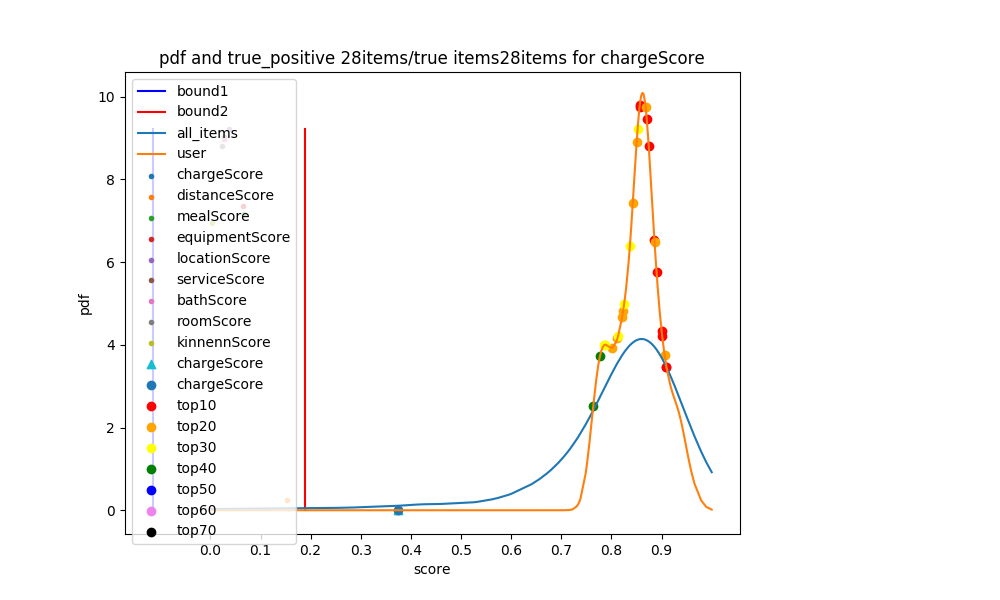 pdf and true_positive 28items/true items28items for chargeScore
bound1
bound2
all_items
user
chargeScore
distanceScore
mealScore
equipmentScore
locationScore
serviceScore
bathScore
roomScore
kinnennScore
chargeScore
chargeScore
top10
top20
top30
top40
top50
top60
top70
pdf
10
8
6
4
2
0
0.0 0.1 0.2 0.3 0.4 0.5 0.6 0.7 0.8 0.9
score